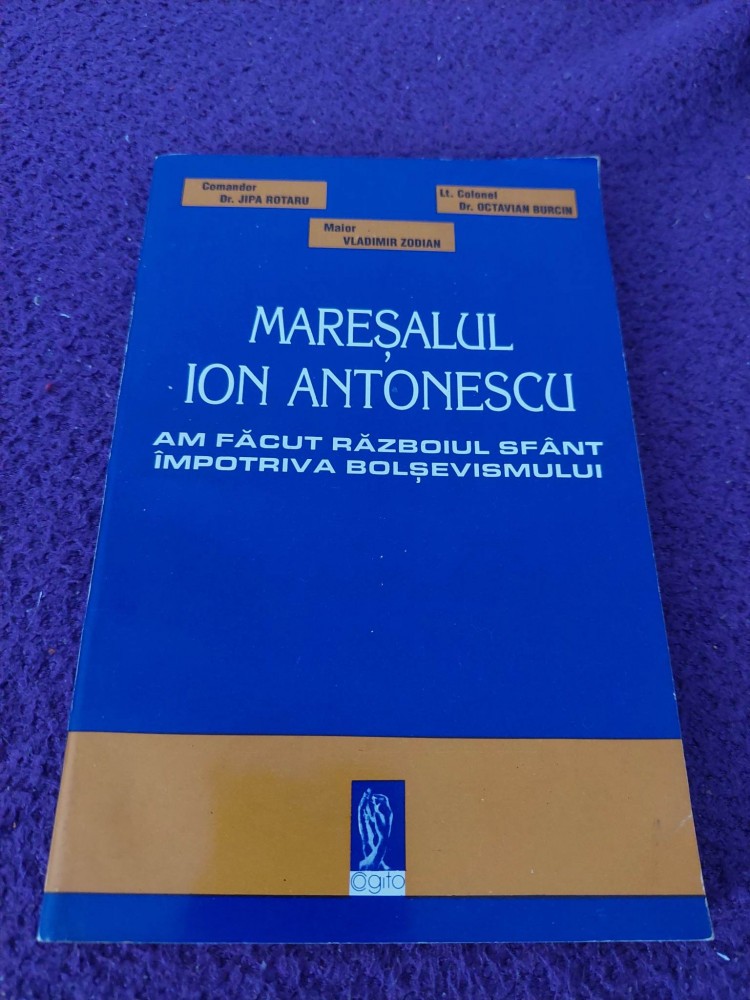 Comandor
Dr. JIPA ROTARU
Lt. Colonel
Dr. OCTAVIAN BURCIN
Maior
VLADIMIR ZODIAN
MAREȘALUL
ION ANTONESCU
AM FĂCUT RĂZBOIUL SFÂNT
ÎMPOTRIVA BOLȘEVISMULUI
Cogito